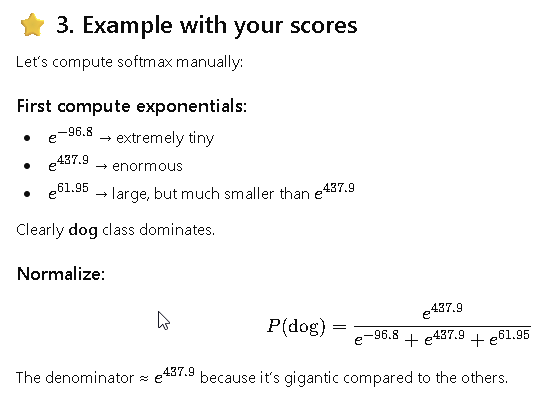 ⭐ 3. Example with your scores
Let's compute softmax manually:
First compute exponentials:
• e^{-96.8} → extremely tiny
• e^{437.9} → enormous
• e^{61.95} → large, but much smaller than e^{437.9}
Clearly dog class dominates.
Normalize:
P(dog) = \frac{e^{437.9}}{e^{-96.8} + e^{437.9} + e^{61.95}}
The denominator ≈ e^{437.9} because it's gigantic compared to the others.